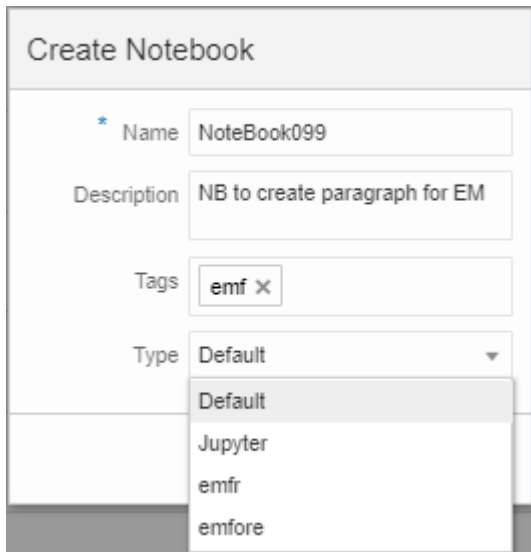 Create Notebook
* Name NoteBook099
Description NB to create paragraph for EM
Tags emf ×
Type Default
Default
Jupyter
emfr
emfore